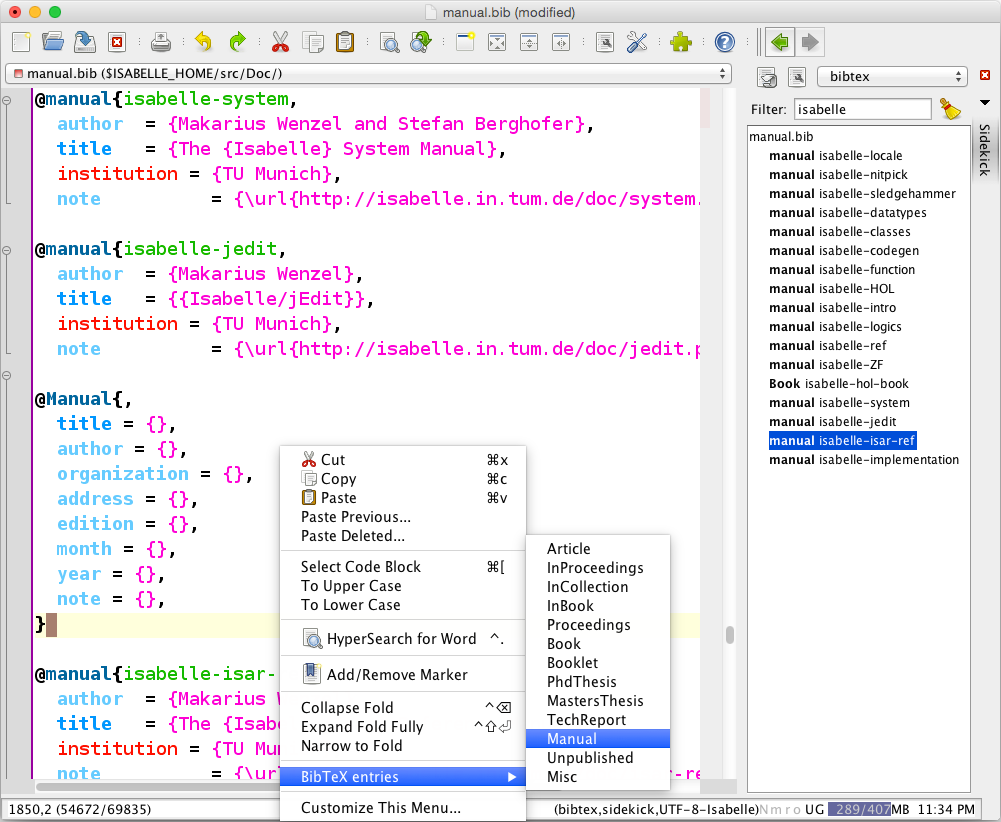 manual.bib (modified)
manual.bib ($ISABELLE_HOME/src/Doc/)
@manual{isabelle-system,
author = {Makarius Wenzel and Stefan Berghofer},
title = {The {Isabelle} System Manual},
institution = {TU Munich},
note = {\url{http://isabelle.in.tum.de/doc/system.
@manual{isabelle-jedit,
author = {Makarius Wenzel},
title = {{Isabelle/jEdit}},
institution = {TU Munich},
note = {\url{http://isabelle.in.tum.de/doc/jedit.p
@Manual{,
title = {},
author = {},
organization = {},
address = {},
edition = {},
month = {},
year = {},
note = {},
}
@manual{isabelle-isar-
author = {Makarius
title = {The {Isab
institution = {TU Mu
note = {\u
Cut ⌘x
Copy ⌘c
Paste ⌘v
Paste Previous...
Paste Deleted...
Select Code Block ⌘[
To Upper Case
To Lower Case
HyperSearch for Word ^.
Add/Remove Marker
Collapse Fold ^⌫
Expand Fold Fully ^⇧⏎
Narrow to Fold
BibTeX entries
Customize This Menu...
Article
InProceedings
InCollection
InBook
Proceedings
Book
Booklet
PhdThesis
MastersThesis
TechReport
Manual
Unpublished
Misc
bibtex
Filter: isabelle
Sidekick
manual.bib
manual isabelle-locale
manual isabelle-nitpick
manual isabelle-sledgehammer
manual isabelle-datatypes
manual isabelle-classes
manual isabelle-codegen
manual isabelle-function
manual isabelle-HOL
manual isabelle-intro
manual isabelle-logics
manual isabelle-ref
manual isabelle-ZF
Book isabelle-hol-book
manual isabelle-system
manual isabelle-jedit
manual isabelle-isar-ref
manual isabelle-implementation
1850,2 (54672/69835)
(bibtex,sidekick,UTF-8-Isabelle) N m r o UG 289/407MB 11:34 PM